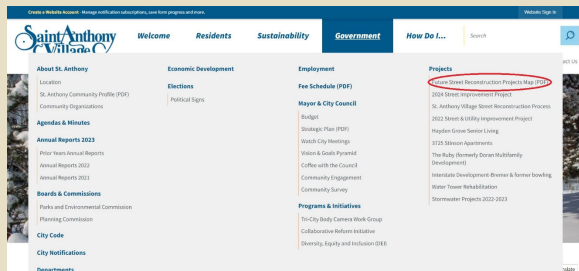 Create a Website Account - Manage notification subscriptions, save form progress and more.
Website Sign In
Saint Anthony Village
Welcome
Residents
Sustainability
Government
How Do I...
Search
act Us
About St. Anthony
Location
St. Anthony Community Profile (PDF)
Community Organizations
Agendas & Minutes
Annual Reports 2023
Prior Years Annual Reports
Annual Reports 2022
Annual Reports 2021
Boards & Commissions
Parks and Environmental Commission
Planning Commission
City Code
City Notifications
Departments
Economic Development
Elections
Political Signs
Employment
Fee Schedule (PDF)
Mayor & City Council
Budget
Strategic Plan (PDF)
Watch City Meetings
Vision & Goals Pyramid
Coffee with the Council
Community Engagement
Community Survey
Programs & Initiatives
Tri-City Body Camera Work Group
Collaborative Reform Initiative
Diversity, Equity and Inclusion (DEI)
Projects
Future Street Reconstruction Projects Map (PDF)
2024 Street Improvement Project
St. Anthony Village Street Reconstruction Process
2022 Street & Utility Improvement Project
Hayden Grove Senior Living
3725 Stinson Apartments
The Ruby (formerly Doran Multifamily
Development)
Interstate Development-Bremer & former bowling
Water Tower Rehabilitation
Stormwater Projects 2022-2023